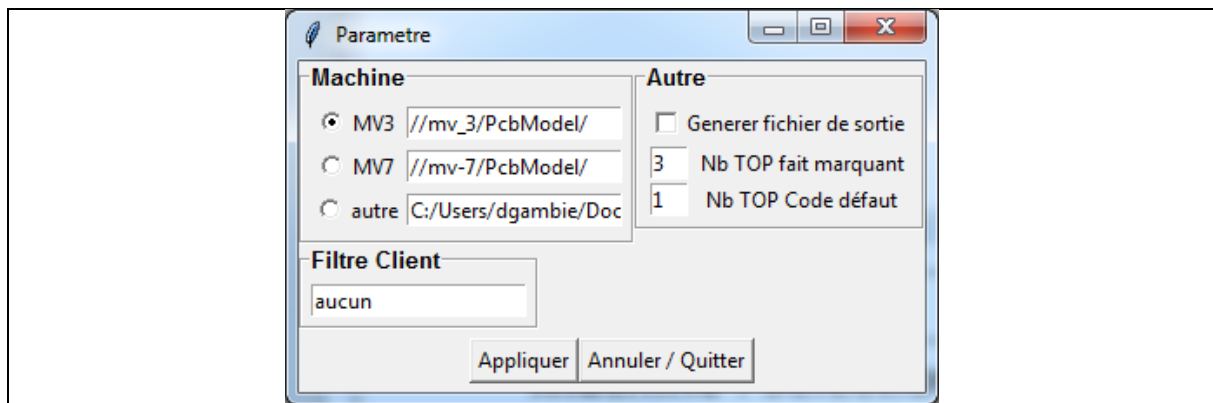 Parametre
Machine
MV3 //mv_3/PcbModel/
MV7 //mv-7/PcbModel/
autre C:/Users/dgambie/Doc
Autre
Generer fichier de sortie
3 Nb TOP fait marquant
1 Nb TOP Code défaut
Filtre Client
aucun
Appliquer Annuler / Quitter